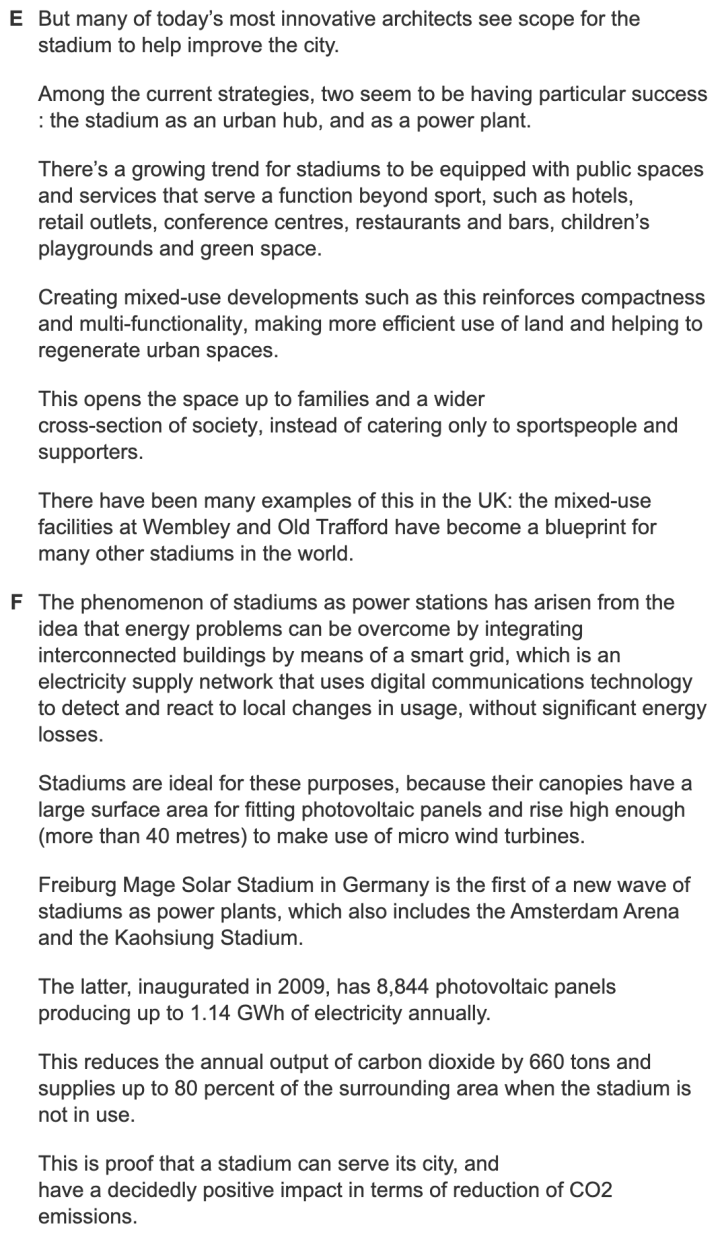 E But many of today's most innovative architects see scope for the
stadium to help improve the city.
Among the current strategies, two seem to be having particular success
: the stadium as an urban hub, and as a power plant.
There's a growing trend for stadiums to be equipped with public spaces
and services that serve a function beyond sport, such as hotels,
retail outlets, conference centres, restaurants and bars, children's
playgrounds and green space.
Creating mixed-use developments such as this reinforces compactness
and multi-functionality, making more efficient use of land and helping to
regenerate urban spaces.
This opens the space up to families and a wider
cross-section of society, instead of catering only to sportspeople and
supporters.
There have been many examples of this in the UK: the mixed-use
facilities at Wembley and Old Trafford have become a blueprint for
many other stadiums in the world.
F The phenomenon of stadiums as power stations has arisen from the
idea that energy problems can be overcome by integrating
interconnected buildings by means of a smart grid, which is an
electricity supply network that uses digital communications technology
to detect and react to local changes in usage, without significant energy
losses.
Stadiums are ideal for these purposes, because their canopies have a
large surface area for fitting photovoltaic panels and rise high enough
(more than 40 metres) to make use of micro wind turbines.
Freiburg Mage Solar Stadium in Germany is the first of a new wave of
stadiums as power plants, which also includes the Amsterdam Arena
and the Kaohsiung Stadium.
The latter, inaugurated in 2009, has 8,844 photovoltaic panels
producing up to 1.14 GWh of electricity annually.
This reduces the annual output of carbon dioxide by 660 tons and
supplies up to 80 percent of the surrounding area when the stadium is
not in use.
This is proof that a stadium can serve its city, and
have a decidedly positive impact in terms of reduction of CO2
emissions.